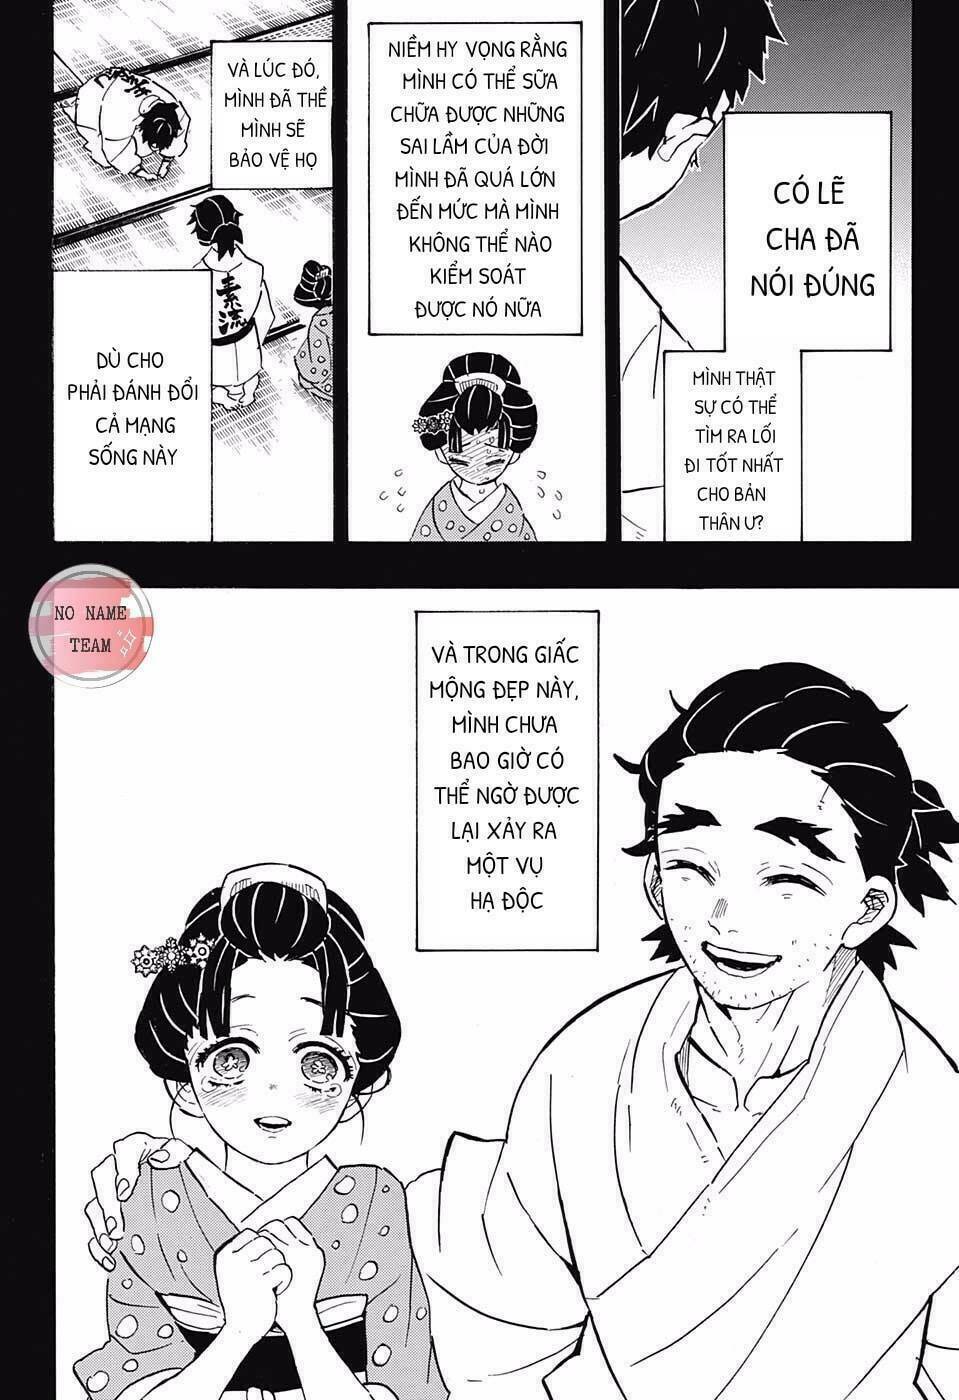 CÓ LẼ
CHA ĐÃ
NÓI ĐÚNG
MÌNH THẬT
SỰ CÓ THỂ
TÌM RA LỐI
ĐI TỐT NHẤT
CHO BẢN
THÂN Ư?
NIỀM HY VỌNG RẰNG
MÌNH CÓ THỂ SỮA
CHỮA ĐƯỢC NHỮNG
SAI LẦM CỦA ĐỜI
MÌNH ĐÃ QUÁ LỚN
ĐẾN MỨC MÀ MÌNH
KHÔNG THỂ NÀO
KIỂM SOÁT
ĐƯỢC NÓ NỮA
VÀ LÚC ĐÓ,
MÌNH ĐÃ THỀ
MÌNH SẼ
BẢO VỆ HỌ
素流
DÙ CHO
PHẢI ĐÁNH ĐỔI
CẢ MẠNG
SỐNG NÀY
NO NAME
TEAM
VÀ TRONG GIẤC
MỘNG ĐẸP NÀY,
MÌNH CHƯA
BAO GIỜ CÓ
THỂ NGỜ ĐƯỢC
LẠI XẢY RA
MỘT VỤ
HẠ ĐỘC